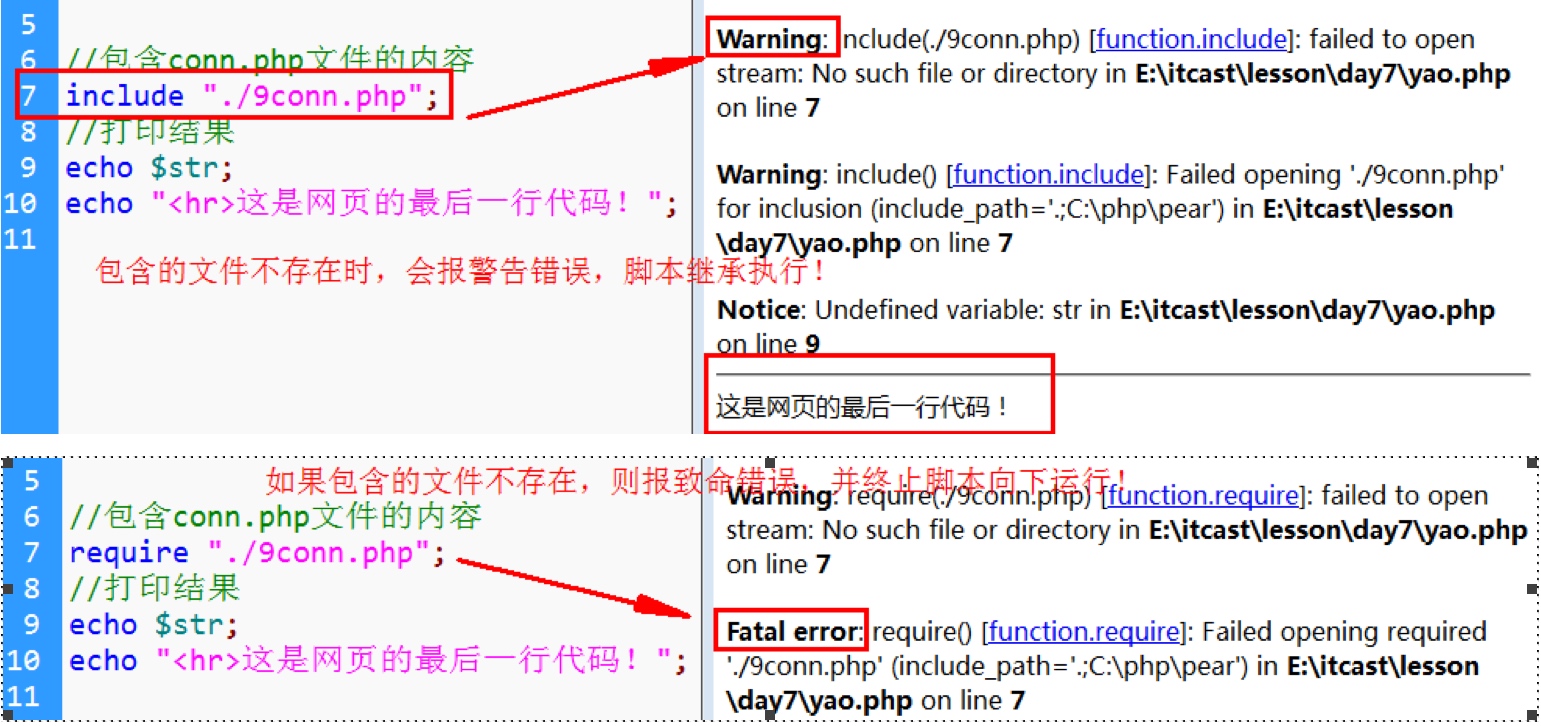 5
6 //包含conn.php文件的内容
7 include "./9conn.php";
8 //打印结果
9 echo $str;
10 echo "<hr>这是网页的最后一行代码！";
11
包含的文件不存在时，会报警告错误，脚本继承执行！
Warning: include(./9conn.php) [function.include]: failed to open
stream: No such file or directory in E:\itcast\lesson\day7\yao.php
on line 7
Warning: include() [function.include]: Failed opening './9conn.php'
for inclusion (include_path='.;C:\php\pear') in E:\itcast\lesson
\day7\yao.php on line 7
Notice: Undefined variable: str in E:\itcast\lesson\day7\yao.php
on line 9
这是网页的最后一行代码！
如果包含的文件不存在，则报致命错误，并终止脚本向下运行！
5
6 //包含conn.php文件的内容
7 require "./9conn.php";
8 //打印结果
9 echo $str;
10 echo "<hr>这是网页的最后一行代码！";
11
Warning: require(./9conn.php) [function.require]: failed to open
stream: No such file or directory in E:\itcast\lesson\day7\yao.php
on line 7
Fatal error: require() [function.require]: Failed opening required
'./9conn.php' (include_path='.;C:\php\pear') in E:\itcast\lesson
\day7\yao.php on line 7